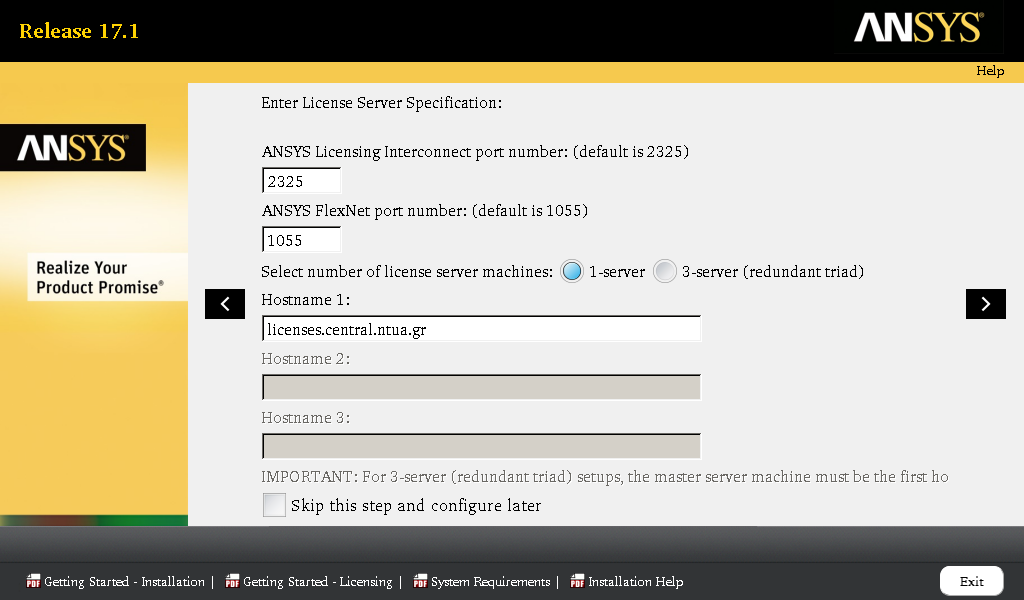 Release 17.1
ANSYS®
Help
Enter License Server Specification:
ANSYS®
ANSYS Licensing Interconnect port number: (default is 2325)
2325
ANSYS FlexNet port number: (default is 1055)
1055
Realize Your
Product Promise®
Select number of license server machines: 1-server 3-server (redundant triad)
Hostname 1:
licenses.central.ntua.gr
Hostname 2:
Hostname 3:
IMPORTANT: For 3-server (redundant triad) setups, the master server machine must be the first ho
Skip this step and configure later
PDF Getting Started - Installation | PDF Getting Started - Licensing | PDF System Requirements | PDF Installation Help
Exit